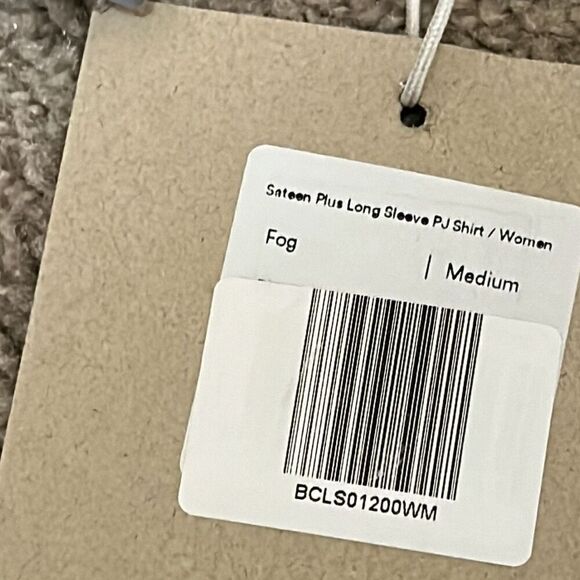 Sateen Plus Long Sleeve PJ Shirt / Women
Fog
| Medium
BCLS01200WM